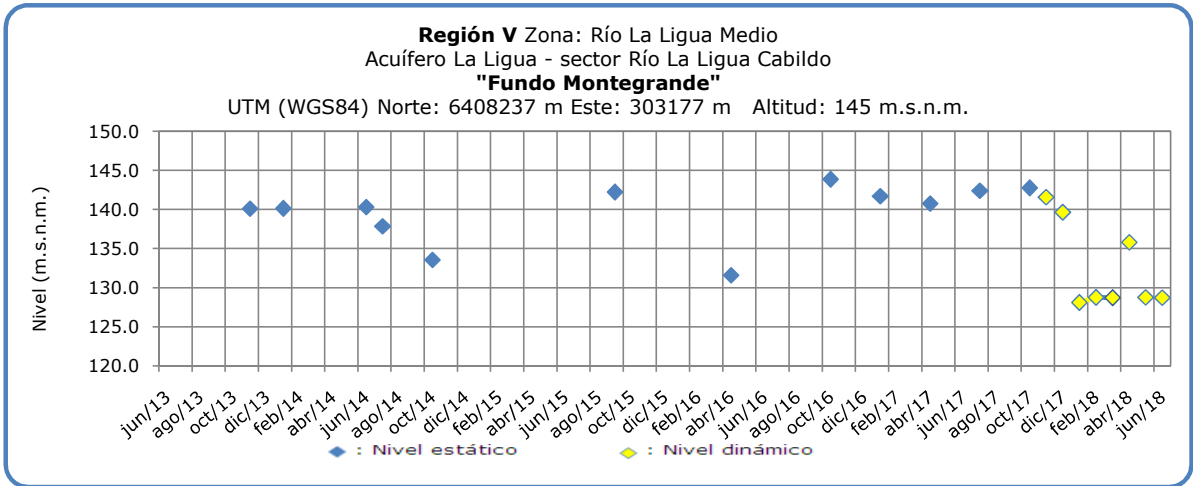 Región V Zona: Río La Ligua Medio
Acuífero La Ligua - sector Río La Ligua Cabildo
"Fundo Montegrande"
UTM (WGS84) Norte: 6408237 m Este: 303177 m Altitud: 145 m.s.n.m.
150.0
145.0
140.0
135.0
130.0
125.0
120.0
Nivel (m.s.n.m.)
jun/13 ago/13 oct/13 dic/13 feb/14 abr/14 jun/14 ago/14 oct/14 dic/14 feb/15 abr/15 jun/15 ago/15 oct/15 dic/15 feb/16 abr/16 jun/16 ago/16 oct/16 dic/16 feb/17 abr/17 jun/17 ago/17 oct/17 dic/17 feb/18 abr/18 jun/18
: Nivel estático : Nivel dinámico